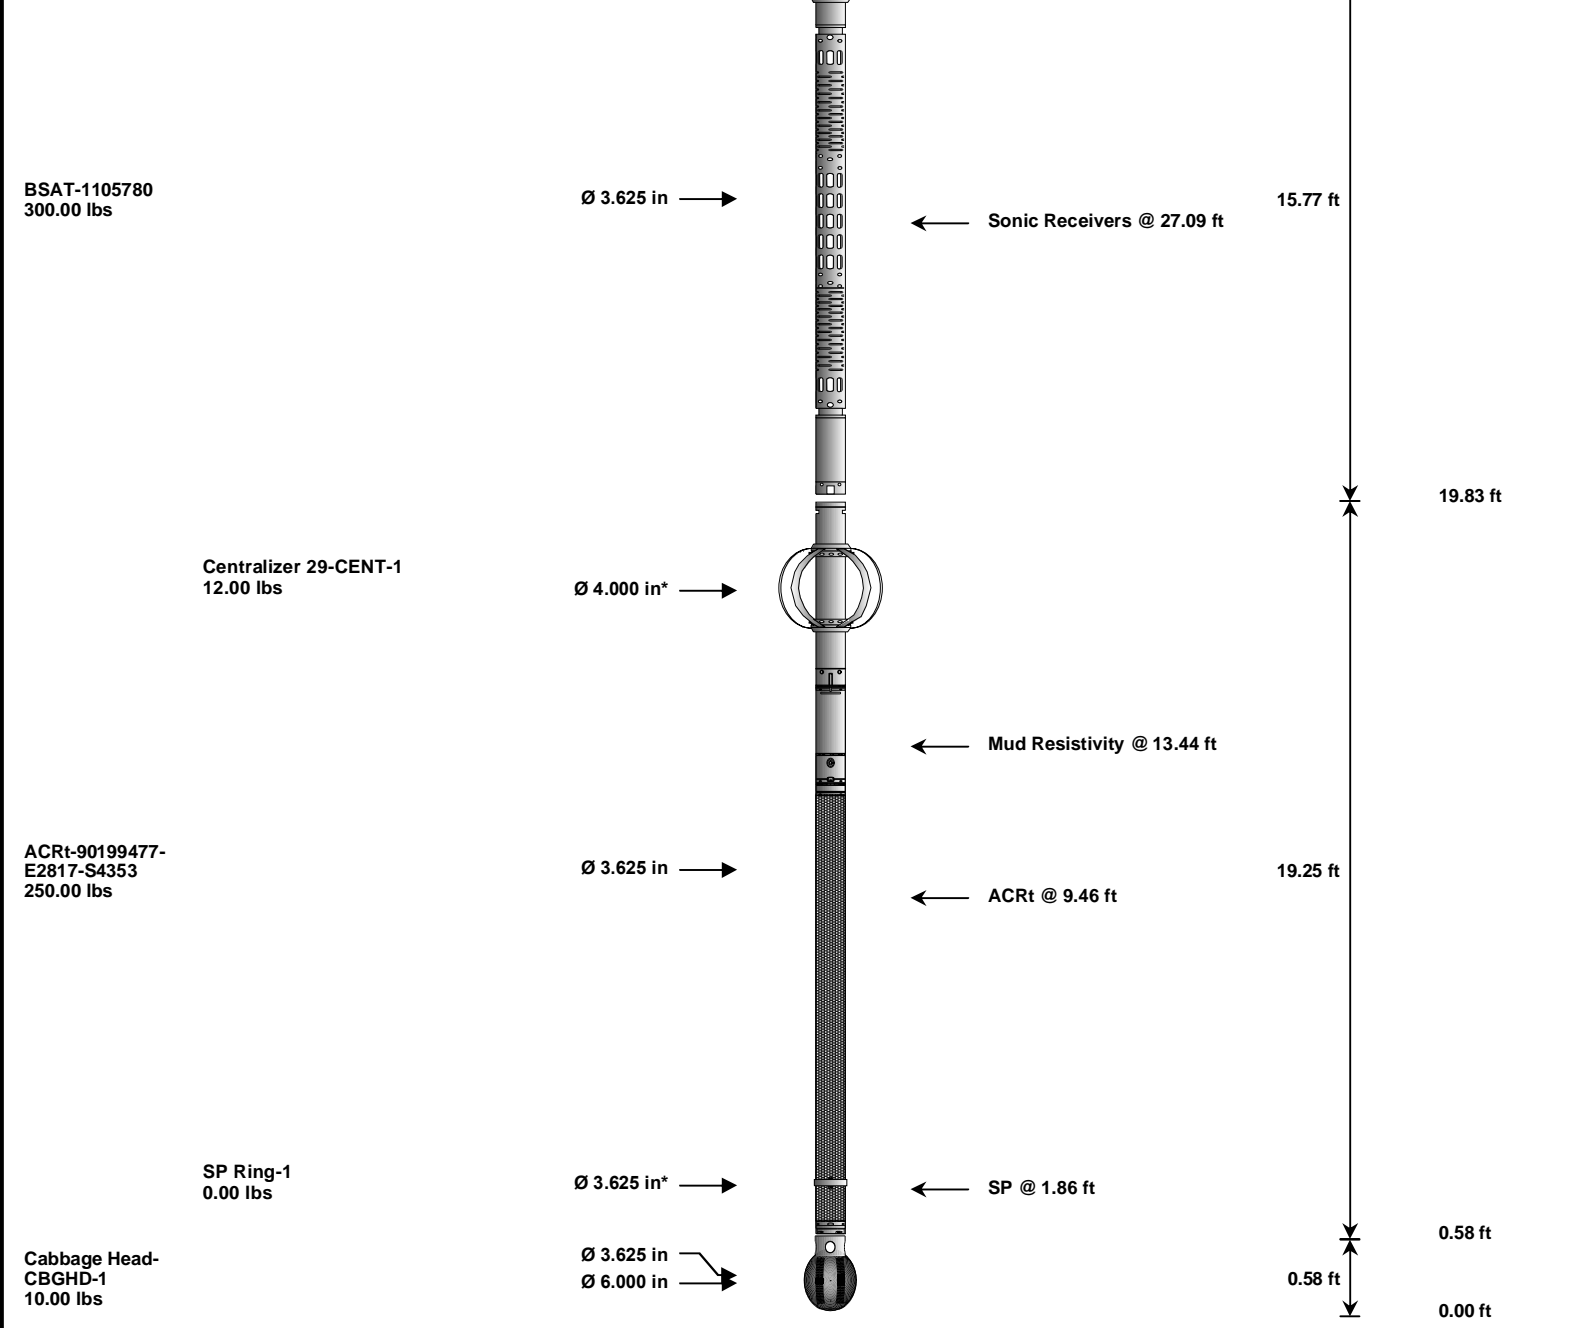 BSAT-1105780
300.00 lbs
Ø 3.625 in
Sonic Receivers @ 27.09 ft
15.77 ft
19.83 ft
Centralizer 29-CENT-1
12.00 lbs
Ø 4.000 in*
Mud Resistivity @ 13.44 ft
ACRt-90199477-
E2817-S4353
250.00 lbs
Ø 3.625 in
ACRt @ 9.46 ft
19.25 ft
SP Ring-1
0.00 lbs
Ø 3.625 in*
SP @ 1.86 ft
0.58 ft
Cabbage Head-
CBGHD-1
10.00 lbs
Ø 3.625 in
Ø 6.000 in
0.58 ft
0.00 ft